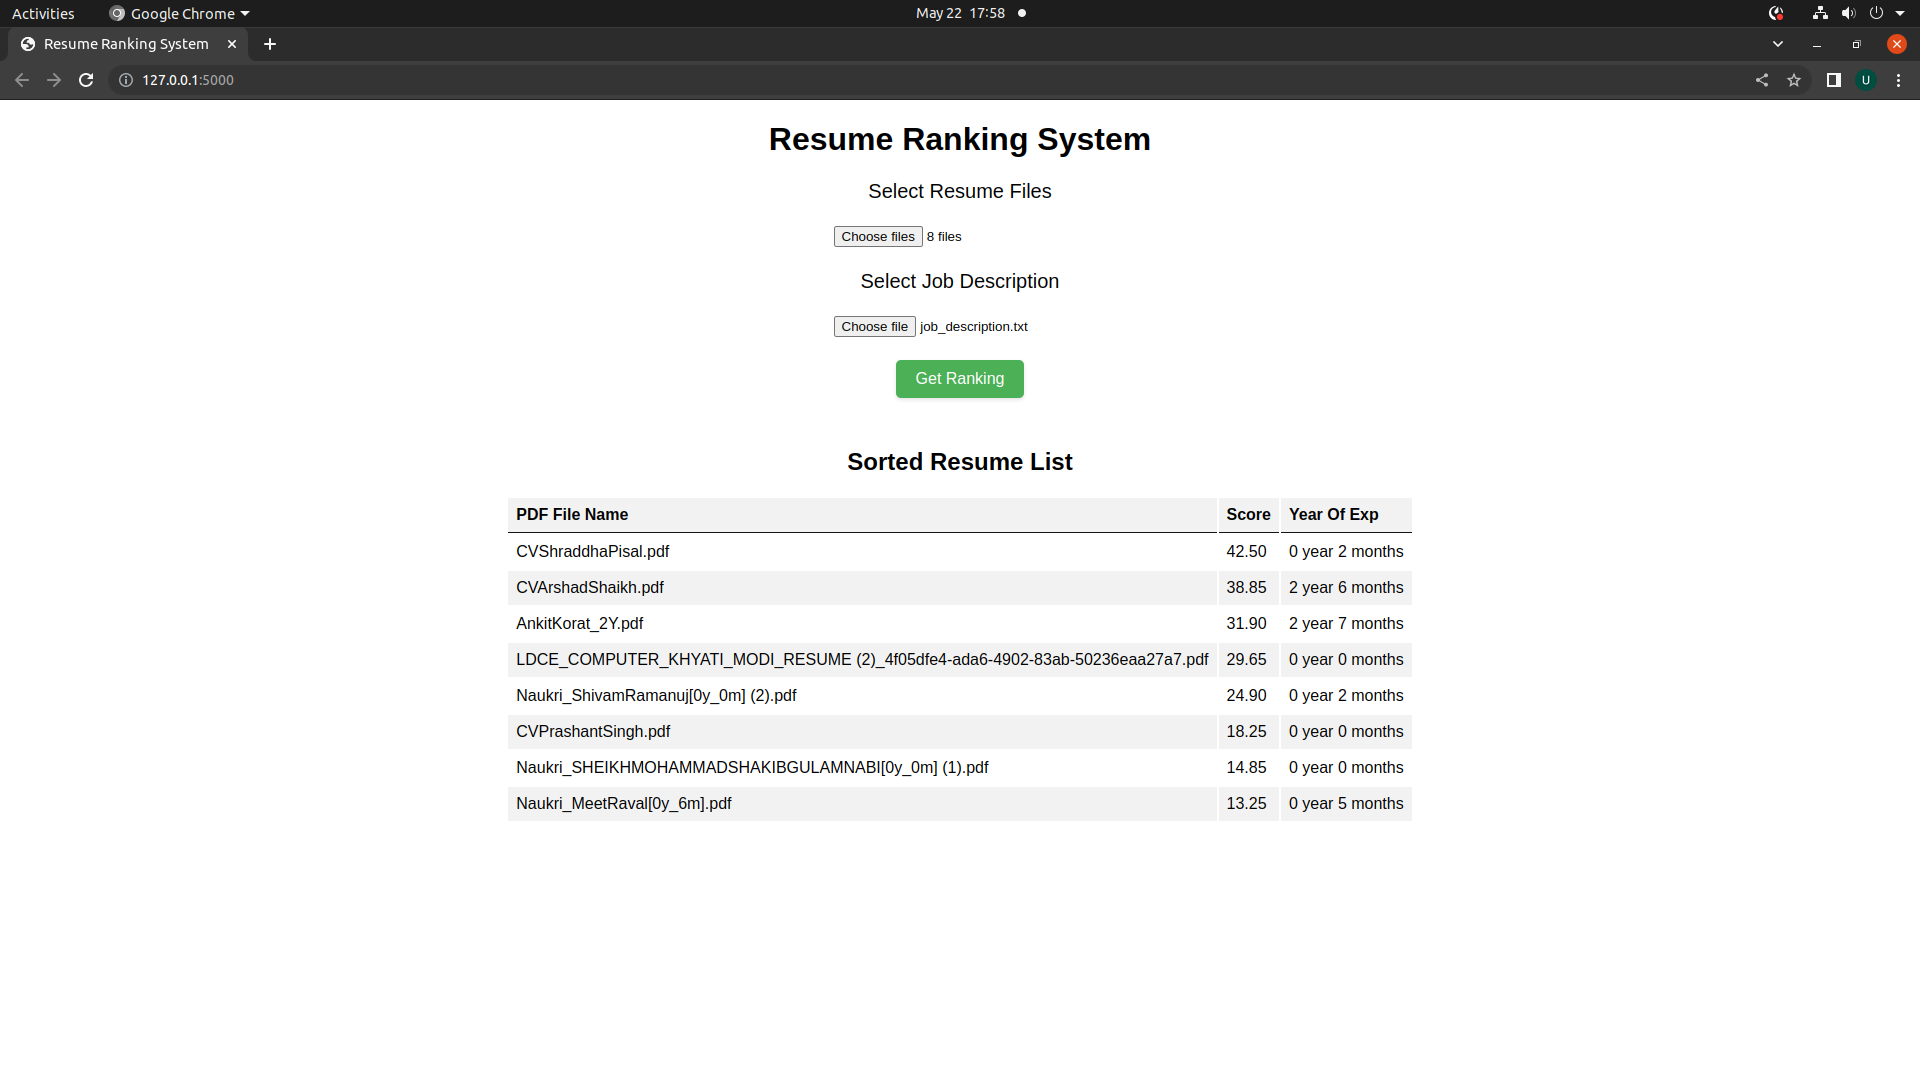 Activities Google Chrome May 22 17:58
Resume Ranking System
127.0.0.1:5000 U
Resume Ranking System
Select Resume Files
Choose files 8 files
Select Job Description
Choose file job_description.txt
Get Ranking
Sorted Resume List
PDF File Name Score Year Of Exp
CVShraddhaPisal.pdf 42.50 0 year 2 months
CVArshadShaikh.pdf 38.85 2 year 6 months
AnkitKorat_2Y.pdf 31.90 2 year 7 months
LDCE_COMPUTER_KHYATI_MODI_RESUME (2)_4f05dfe4-ada6-4902-83ab-50236eaa27a7.pdf 29.65 0 year 0 months
Naukri_ShivamRamanuj[0y_0m] (2).pdf 24.90 0 year 2 months
CVPrashantSingh.pdf 18.25 0 year 0 months
Naukri_SHEIKHMOHAMMADSHAKIBGULAMNABI[0y_0m] (1).pdf 14.85 0 year 0 months
Naukri_MeetRaval[0y_6m].pdf 13.25 0 year 5 months